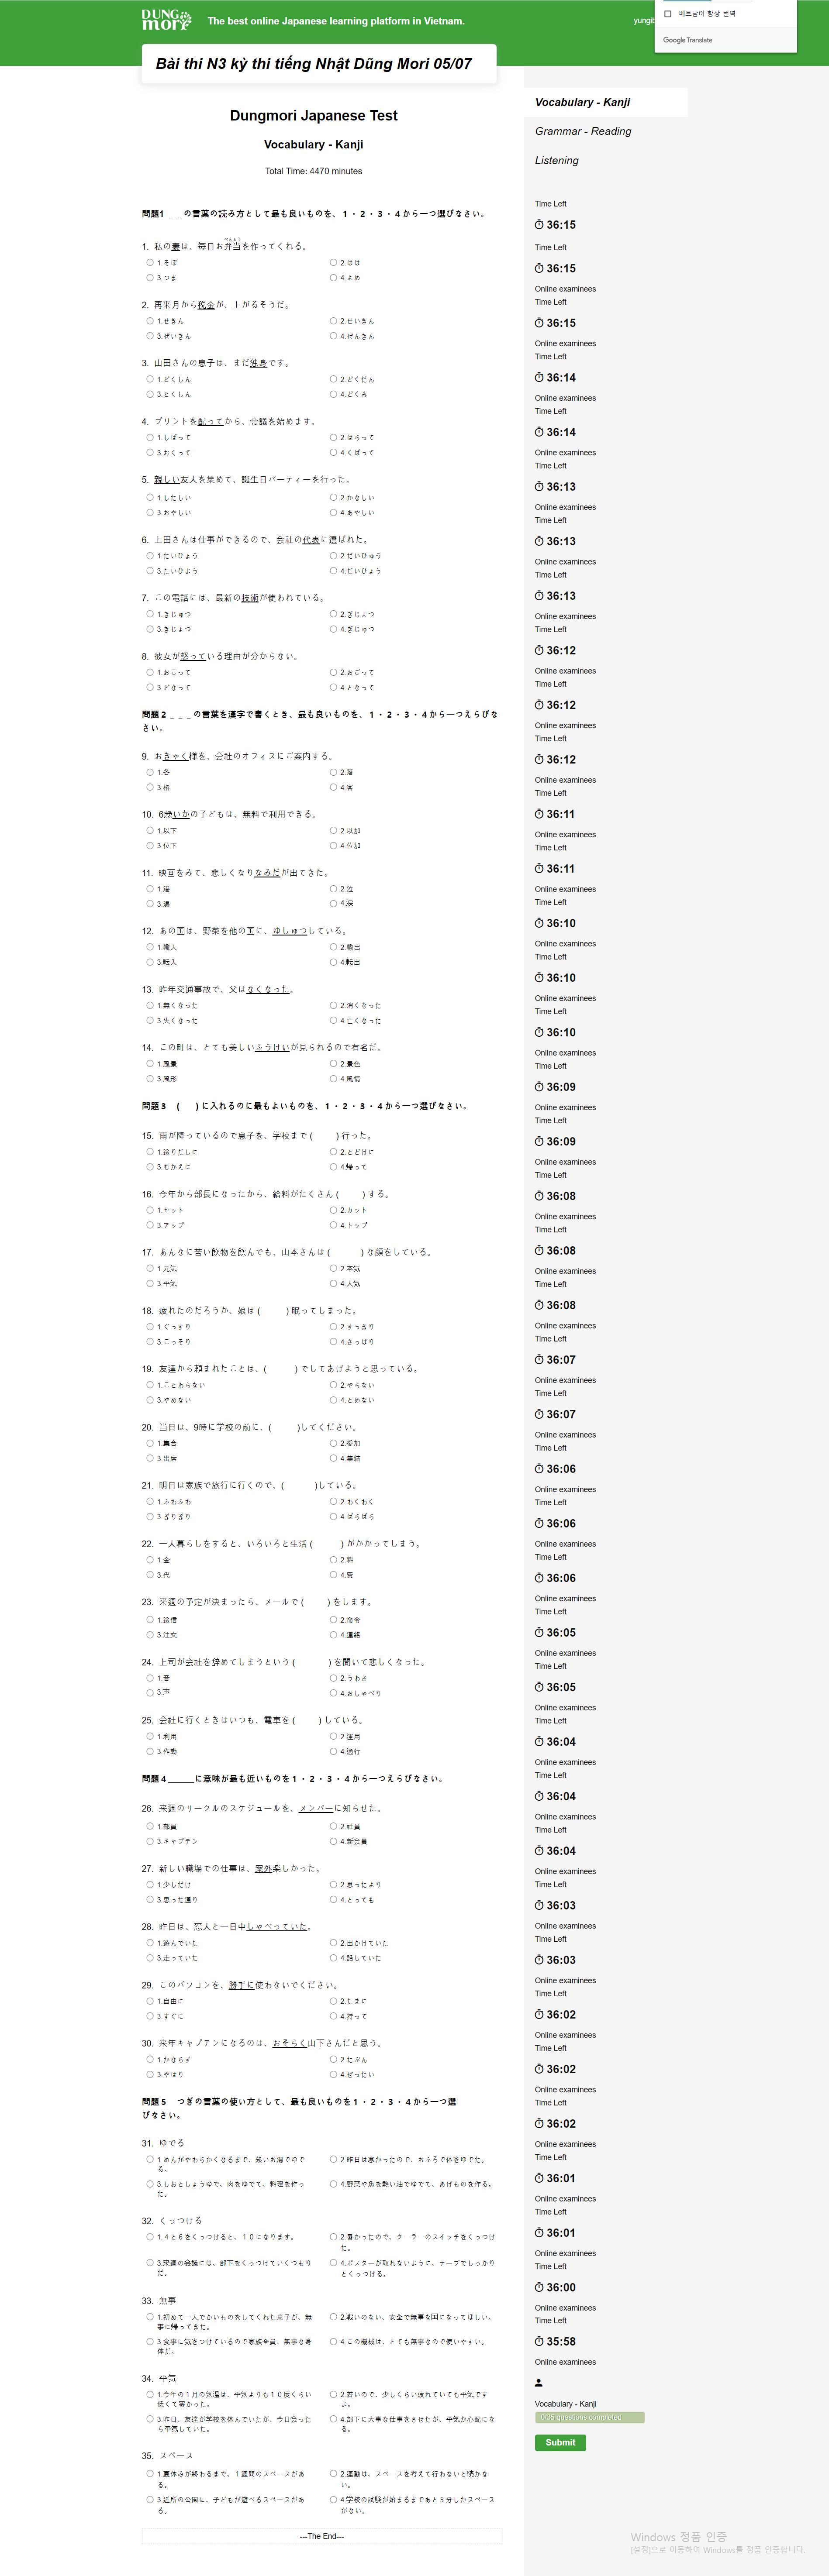 DUNG mori
The best online Japanese learning platform in Vietnam.
베트남어 항상 번역
Google Translate
Bài thi N3 kỳ thi tiếng Nhật Dũng Mori 05/07
Dungmori Japanese Test
Vocabulary - Kanji
Total Time: 4470 minutes
問題1 _ _ の言葉の読み方として最も良いものを、１・２・３・４から一つ選びなさい。
1. 私の妻は、毎日お弁当を作ってくれる。
べんとう
1.そぼ
2.はは
3.つま
4.よめ
2. 再来月から税金が、上がるそうだ。
1.せきん
2.せいきん
3.ぜいきん
4.ぜんきん
3. 山田さんの息子は、まだ独身です。
1.どくしん
2.どくだん
3.とくしん
4.どくみ
4. プリントを配ってから、会議を始めます。
1.しばって
2.はらって
3.おくって
4.くばって
5. 親しい友人を集めて、誕生日パーティーを行った。
1.したしい
2.かなしい
3.おやしい
4.あやしい
6. 上田さんは仕事ができるので、会社の代表に選ばれた。
1.たいひょう
2.だいひゅう
3.たいひよう
4.だいひょう
7. この電話には、最新の技術が使われている。
1.きじゅつ
2.ぎじょつ
3.きじょつ
4.ぎじゅつ
8. 彼女が怒っている理由が分からない。
1.おこって
2.おごって
3.どなって
4.となって
問題２＿＿＿の言葉を漢字で書くとき、最も良いものを、１・２・３・４から一つえらびな
さい。
9. おきゃく様を、会社のオフィスにご案内する。
1.各
2.落
3.格
4.客
10. 6歳いかの子どもは、無料で利用できる。
1.以下
2.以加
3.位下
4.位加
11. 映画をみて、悲しくなりなみだが出てきた。
1.港
2.泣
3.湯
4.涙
12. あの国は、野菜を他の国に、ゆしゅつしている。
1.輸入
2.輸出
3.転入
4.転出
13. 昨年交通事故で、父はなくなった。
1.無くなった
2.消くなった
3.失くなった
4.亡くなった
14. この町は、とても美しいふうけいが見られるので有名だ。
1.風景
2.景色
3.風形
4.風情
問題３ ( ) に入れるのに最もよいものを、１・２・３・４から一つ選びなさい。
15. 雨が降っているので息子を、学校まで ( ) 行った。
1.送りだしに
2.とどけに
3.むかえに
4.帰って
16. 今年から部長になったから、給料がたくさん ( ) する。
1.セット
2.カット
3.アップ
4.トップ
17. あんなに苦い飲物を飲んでも、山本さんは ( ) な顔をしている。
1.元気
2.本気
3.平気
4.人気
18. 疲れたのだろうか、娘は ( ) 眠ってしまった。
1.ぐっすり
2.すっきり
3.こっそり
4.さっぱり
19. 友達から頼まれたことは、( ) でしてあげようと思っている。
1.ことわらない
2.やらない
3.やめない
4.とめない
20. 当日は、9時に学校の前に、( )してください。
1.集合
2.参加
3.出席
4.集結
21. 明日は家族で旅行に行くので、( )している。
1.ふわふわ
2.わくわく
3.ぎりぎり
4.ばらばら
22. 一人暮らしをすると、いろいろと生活 ( ) がかかってしまう。
1.金
2.料
3.代
4.費
23. 来週の予定が決まったら、メールで ( ) をします。
1.送信
2.命令
3.注文
4.連絡
24. 上司が会社を辞めてしまうという ( ) を聞いて悲しくなった。
1.音
2.うわさ
3.声
4.おしゃべり
25. 会社に行くときはいつも、電車を ( ) している。
1.利用
2.運用
3.作動
4.通行
問題４＿＿＿に意味が最も近いものを１・２・３・４から一つえらびなさい。
26. 来週のサークルのスケジュールを、メンバーに知らせた。
1.部員
2.社員
3.キャプテン
4.新会員
27. 新しい職場での仕事は、案外楽しかった。
1.少しだけ
2.思ったより
3.思った通り
4.とっても
28. 昨日は、恋人と一日中しゃべっていた。
1.遊んでいた
2.出かけていた
3.走っていた
4.話していた
29. このパソコンを、勝手に使わないでください。
1.自由に
2.たまに
3.すぐに
4.持って
30. 来年キャプテンになるのは、おそらく山下さんだと思う。
1.かならず
2.たぶん
3.やはり
4.ぜったい
問題５ つぎの言葉の使い方として、最も良いものを１・２・３・４から一つ選
びなさい。
31. ゆでる
1.めんがやわらかくなるまで、熱いお湯でゆで
る。
2.昨日は寒かったので、おふろで体をゆでた。
3.しおとしょうゆで、肉をゆでて、料理を作っ
た。
4.野菜や魚を熱い油でゆでて、あげものを作る。
32. くっつける
1.４と６をくっつけると、１０になります。
2.暑かったので、クーラーのスイッチをくっつけ
た。
3.来週の会議には、部下をくっつけていくつもり
だ。
4.ポスターが取れないように、テープでしっかり
とくっつける。
33. 無事
1.初めて一人でかいものをしてくれた息子が、無
事に帰ってきた。
2.戦いのない、安全で無事な国になってほしい。
3.食事に気をつけているので家族全員、無事な身
体だ。
4.この機械は、とても無事なので使いやすい。
34. 平気
1.今年の１月の気温は、平気よりも１０度くらい
低くて寒かった。
2.若いので、少しくらい疲れていても平気です
よ。
3.昨日、友達が学校を休んでいたが、今日会った
ら平気していた。
4.部下に大事な仕事をさせたが、平気か心配にな
る。
35. スペース
1.夏休みが終わるまで、１週間のスペースがあ
る。
2.運動は、スペースを考えて行わないと続かな
い。
3.近所の公園に、子どもが遊べるスペースがあ
る。
4.学校の試験が始まるまであと５分しかスペース
がない。
---The End---
Vocabulary - Kanji
Grammar - Reading
Listening
Time Left
36:15
Time Left
36:15
Online examinees
Time Left
36:15
Online examinees
Time Left
36:14
Online examinees
Time Left
36:14
Online examinees
Time Left
36:13
Online examinees
Time Left
36:13
Online examinees
Time Left
36:13
Online examinees
Time Left
36:12
Online examinees
Time Left
36:12
Online examinees
Time Left
36:12
Online examinees
Time Left
36:11
Online examinees
Time Left
36:11
Online examinees
Time Left
36:10
Online examinees
Time Left
36:10
Online examinees
Time Left
36:10
Online examinees
Time Left
36:09
Online examinees
Time Left
36:09
Online examinees
Time Left
36:08
Online examinees
Time Left
36:08
Online examinees
Time Left
36:08
Online examinees
Time Left
36:07
Online examinees
Time Left
36:07
Online examinees
Time Left
36:06
Online examinees
Time Left
36:06
Online examinees
Time Left
36:06
Online examinees
Time Left
36:05
Online examinees
Time Left
36:05
Online examinees
Time Left
36:04
Online examinees
Time Left
36:04
Online examinees
Time Left
36:04
Online examinees
Time Left
36:03
Online examinees
Time Left
36:03
Online examinees
Time Left
36:02
Online examinees
Time Left
36:02
Online examinees
Time Left
36:02
Online examinees
Time Left
36:01
Online examinees
Time Left
36:01
Online examinees
Time Left
36:00
Online examinees
Time Left
35:58
Online examinees
Vocabulary - Kanji
0/35 questions completed
Submit
Windows 정품 인증
[설정]으로 이동하여 Windows를 정품 인증합니다.